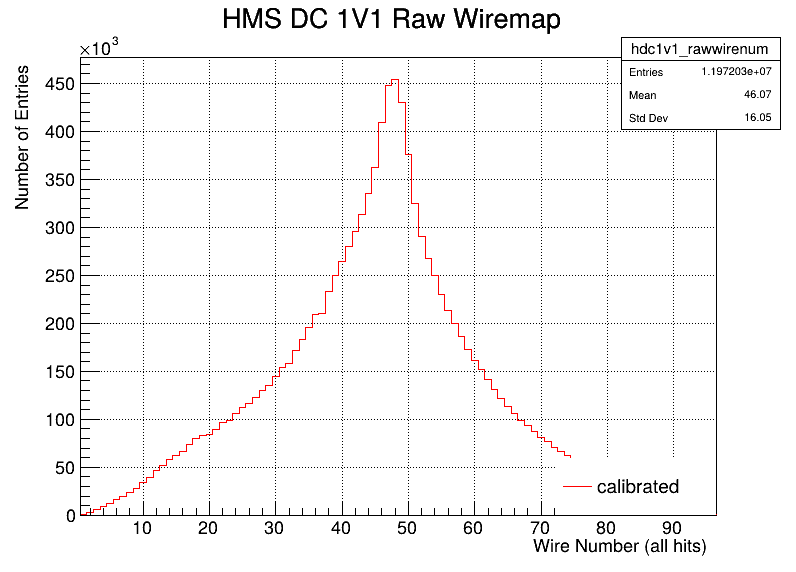 HMS DC 1V1 Raw Wiremap
hdc1v1_rawwirenum
Entries 1.197203e+07
Mean 46.07
Std Dev 16.05
×10³
Number of Entries
450
400
350
300
250
200
150
100
50
0
calibrated
10 20 30 40 50 60 70 80 90
Wire Number (all hits)